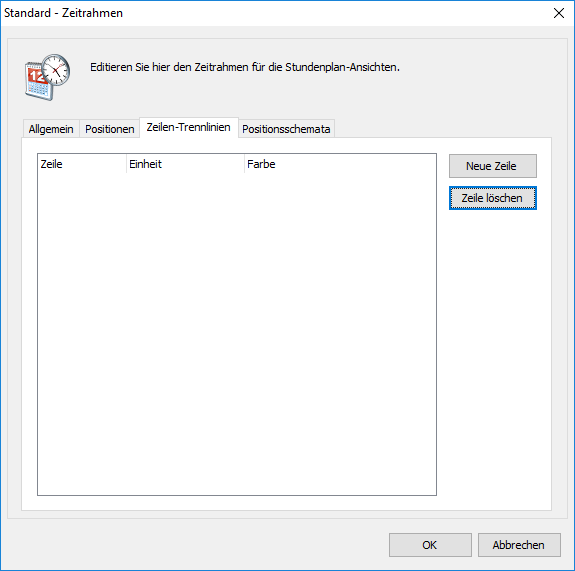 Standard - Zeitrahmen
Editieren Sie hier den Zeitrahmen für die Stundenplan-Ansichten.
Allgemein Positionen Zeilen-Trennlinien Positionsschemata
Zeile Einheit Farbe
Neue Zeile
Zeile löschen
OK Abbrechen